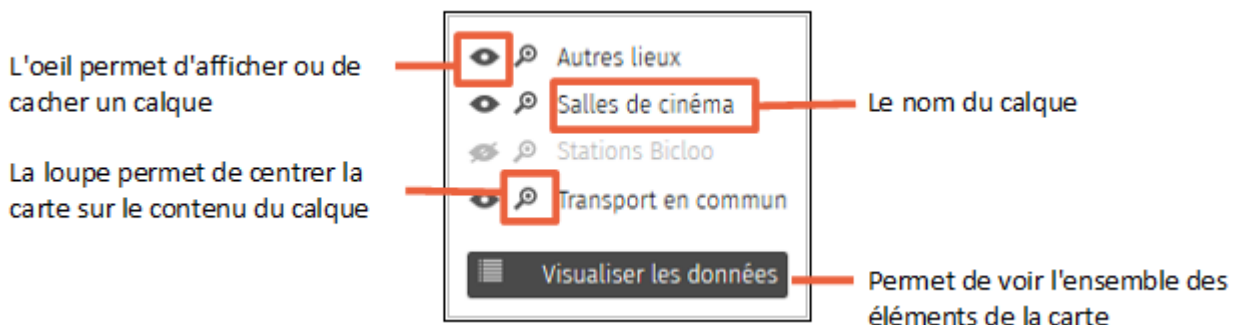 L'oeil permet d'afficher ou de
cacher un calque
La loupe permet de centrer la
carte sur le contenu du calque
Autres lieux
Salles de cinéma
Stations Bicloo
Transport en commun
Visualiser les données
Le nom du calque
Permet de voir l'ensemble des
éléments de la carte